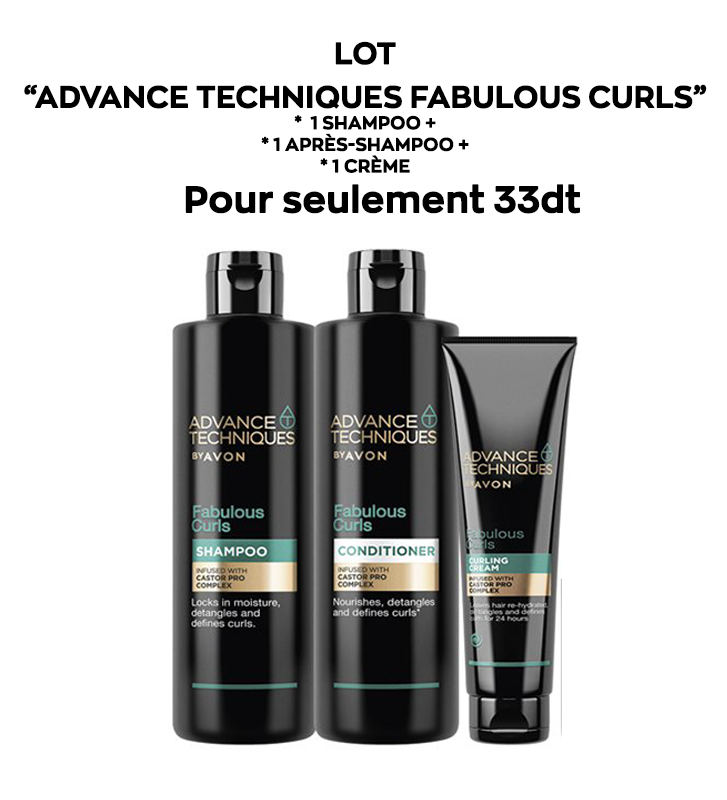 LOT
“ADVANCE TECHNIQUES FABULOUS CURLS”
* 1 SHAMPOO +
* 1 APRÈS-SHAMPOO +
* 1 CRÈME
Pour seulement 33dt
ADVANCE
TECHNIQUES
BY AVON
Fabulous
Curls
SHAMPOO
INFUSED WITH
CASTOR PRO
COMPLEX
Locks in moisture,
detangles and
defines curls.
ADVANCE
TECHNIQUES
BY AVON
Fabulous
Curls
CONDITIONER
INFUSED WITH
CASTOR PRO
COMPLEX
Nourishes, detangles
and defines curls*
ADVANCE
TECHNIQUES
BY AVON
Fabulous
Curls
CURLING
CREAM
INFUSED WITH
CASTOR PRO
COMPLEX
hair re-hydrated,
and defines
for 24 hours